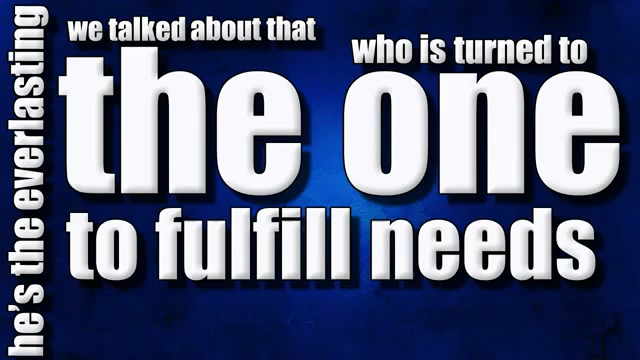 he's the everlasting
we talked about that
the one
who is turned to
to fulfill needs